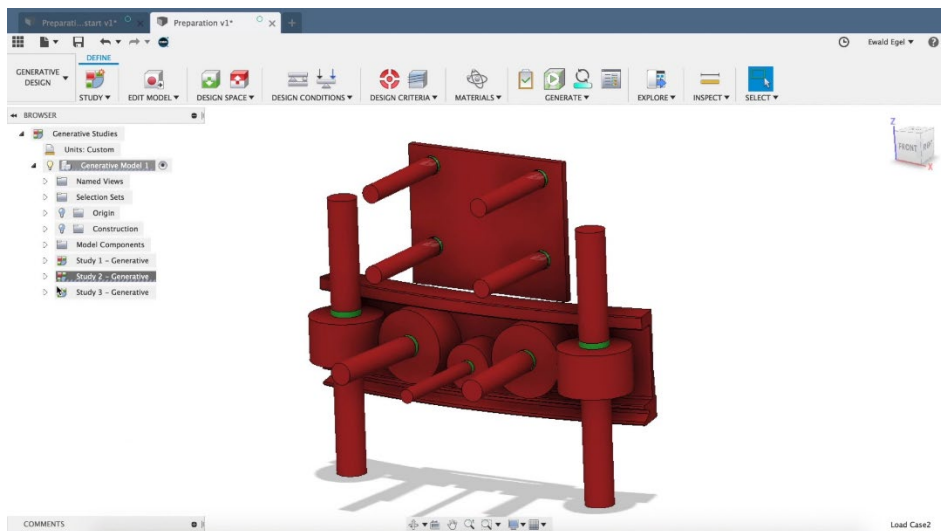 Preparati...start v1*
Preparation v1*
Ewald Egel
DEFINE
GENERATIVE DESIGN
STUDY
EDIT MODEL
DESIGN SPACE
DESIGN CONDITIONS
DESIGN CRITERIA
MATERIALS
GENERATE
EXPLORE
INSPECT
SELECT
BROWSER
Generative Studies
Units: Custom
Generative Model 1
Named Views
Selection Sets
Origin
Construction
Model Components
Study 1 - Generative
Study 2 - Generative
Study 3 - Generative
Z
FRONT
X
COMMENTS
Load Case2